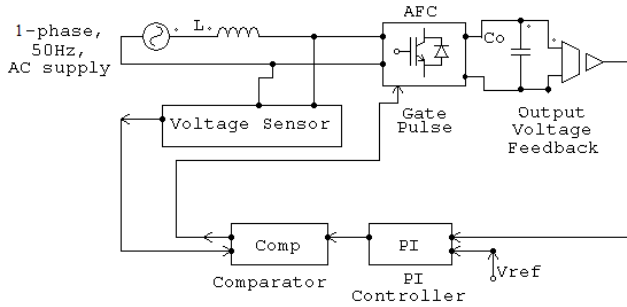 AFC
1-phase,
50Hz,
AC supply
L
Co
Voltage Sensor
Gate
Pulse
Output
Voltage
Feedback
Comp
PI
Comparator
PI
Controller
Vref